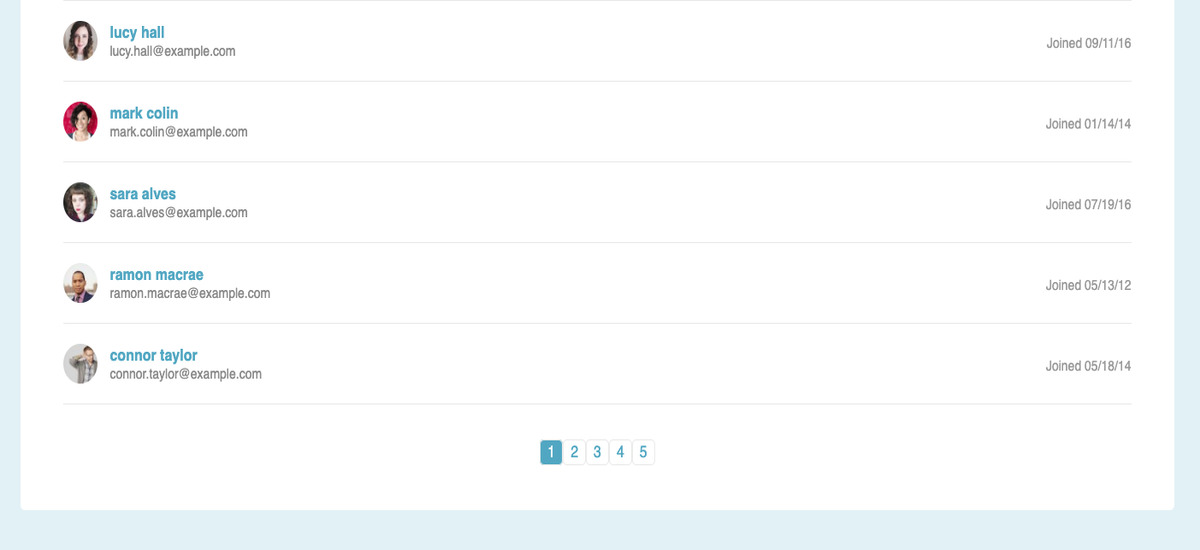 lucy hall
lucy.hall@example.com
Joined 09/11/16
mark colin
mark.colin@example.com
Joined 01/14/14
sara alves
sara.alves@example.com
Joined 07/19/16
ramon macrae
ramon.macrae@example.com
Joined 05/13/12
connor taylor
connor.taylor@example.com
Joined 05/18/14
1 2 3 4 5